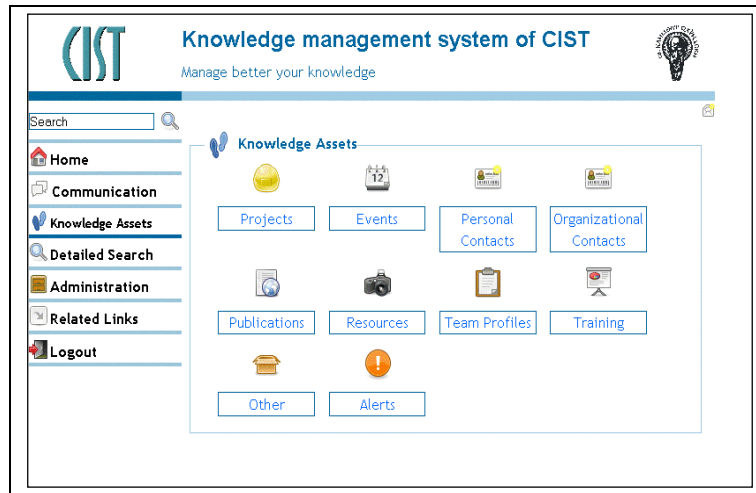 CIST
Knowledge management system of CIST
Manage better your knowledge
Search
Home
Communication
Knowledge Assets
Detailed Search
Administration
Related Links
Logout
Knowledge Assets
12
Projects
Events
Personal
Contacts
Organizational
Contacts
Publications
Resources
Team Profiles
Training
Other
Alerts